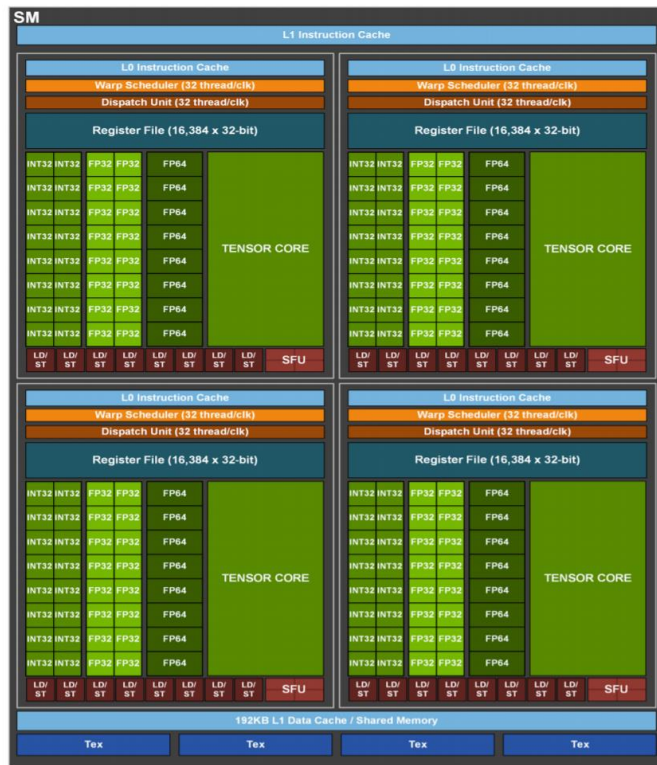 SM
L1 Instruction Cache
L0 Instruction Cache L0 Instruction Cache
Warp Scheduler (32 thread/clk) Warp Scheduler (32 thread/clk)
Dispatch Unit (32 thread/clk) Dispatch Unit (32 thread/clk)
Register File (16,384 x 32-bit) Register File (16,384 x 32-bit)
INT32 INT32 FP32 FP32 FP64 INT32 INT32 FP32 FP32 FP64
INT32 INT32 FP32 FP32 FP64 INT32 INT32 FP32 FP32 FP64
INT32 INT32 FP32 FP32 FP64 INT32 INT32 FP32 FP32 FP64
INT32 INT32 FP32 FP32 FP64 INT32 INT32 FP32 FP32 FP64
TENSOR CORE TENSOR CORE
INT32 INT32 FP32 FP32 FP64 INT32 INT32 FP32 FP32 FP64
INT32 INT32 FP32 FP32 FP64 INT32 INT32 FP32 FP32 FP64
INT32 INT32 FP32 FP32 FP64 INT32 INT32 FP32 FP32 FP64
INT32 INT32 FP32 FP32 FP64 INT32 INT32 FP32 FP32 FP64
LD/ LD/ LD/ LD/ LD/ LD/ LD/ LD/ SFU LD/ LD/ LD/ LD/ LD/ LD/ LD/ LD/ SFU
ST ST ST ST ST ST ST ST ST ST ST ST ST ST ST ST
L0 Instruction Cache L0 Instruction Cache
Warp Scheduler (32 thread/clk) Warp Scheduler (32 thread/clk)
Dispatch Unit (32 thread/clk) Dispatch Unit (32 thread/clk)
Register File (16,384 x 32-bit) Register File (16,384 x 32-bit)
INT32 INT32 FP32 FP32 FP64 INT32 INT32 FP32 FP32 FP64
INT32 INT32 FP32 FP32 FP64 INT32 INT32 FP32 FP32 FP64
INT32 INT32 FP32 FP32 FP64 INT32 INT32 FP32 FP32 FP64
INT32 INT32 FP32 FP32 FP64 INT32 INT32 FP32 FP32 FP64
TENSOR CORE TENSOR CORE
INT32 INT32 FP32 FP32 FP64 INT32 INT32 FP32 FP32 FP64
INT32 INT32 FP32 FP32 FP64 INT32 INT32 FP32 FP32 FP64
INT32 INT32 FP32 FP32 FP64 INT32 INT32 FP32 FP32 FP64
INT32 INT32 FP32 FP32 FP64 INT32 INT32 FP32 FP32 FP64
LD/ LD/ LD/ LD/ LD/ LD/ LD/ LD/ SFU LD/ LD/ LD/ LD/ LD/ LD/ LD/ LD/ SFU
ST ST ST ST ST ST ST ST ST ST ST ST ST ST ST ST
192KB L1 Data Cache / Shared Memory
Tex Tex Tex Tex